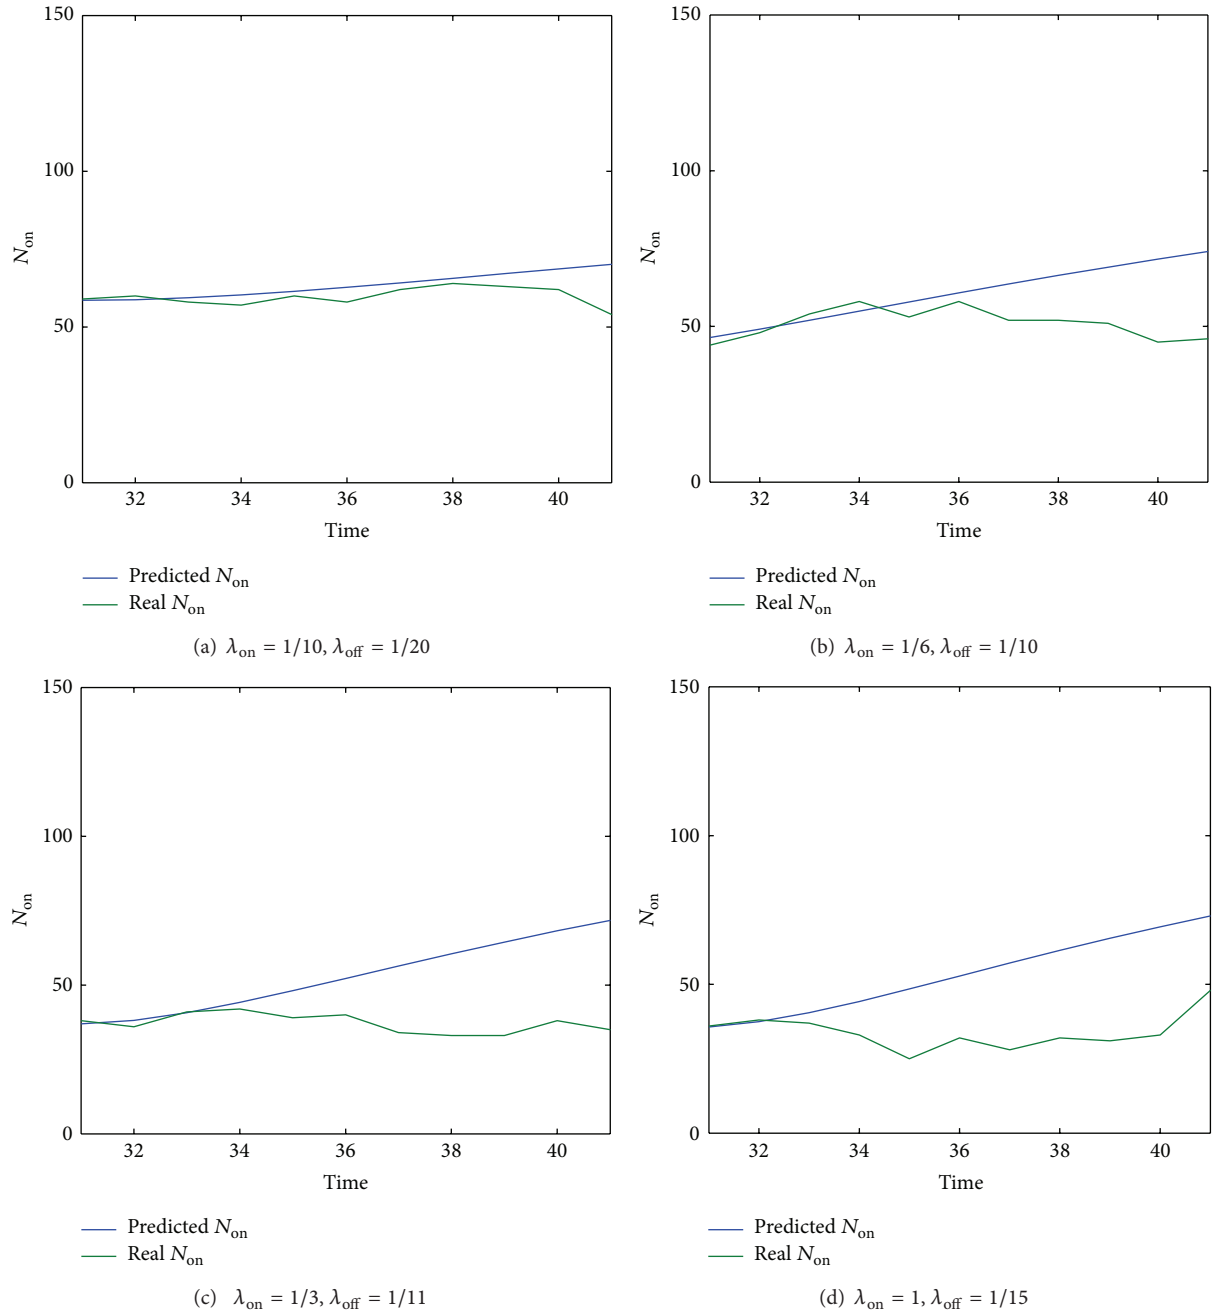 150
100
50
0
N_on
32 34 36 38 40
Time
Predicted N_on
Real N_on
(a) λ_on = 1/10, λ_off = 1/20
150
100
50
0
N_on
32 34 36 38 40
Time
Predicted N_on
Real N_on
(b) λ_on = 1/6, λ_off = 1/10
150
100
50
0
N_on
32 34 36 38 40
Time
Predicted N_on
Real N_on
(c) λ_on = 1/3, λ_off = 1/11
150
100
50
0
N_on
32 34 36 38 40
Time
Predicted N_on
Real N_on
(d) λ_on = 1, λ_off = 1/15